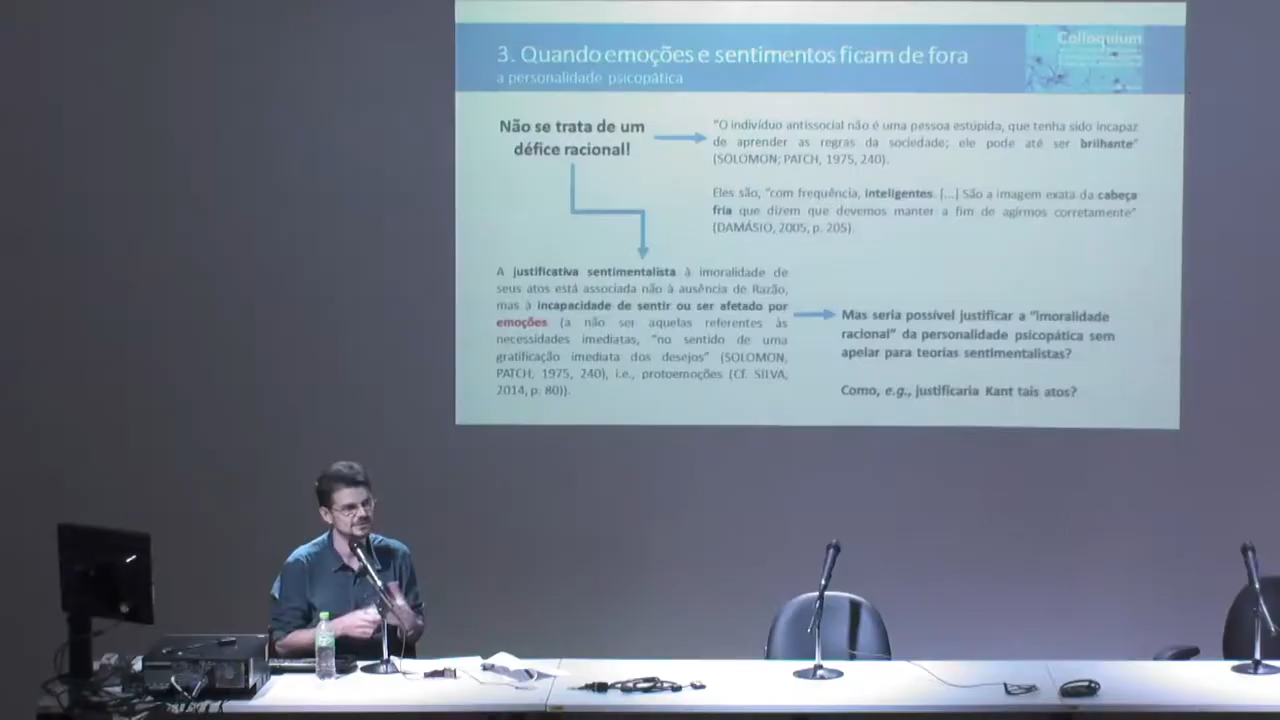 3. Quando emoções e sentimentos ficam de fora
a personalidade psicopática
Colloquium
Não se trata de um
défice racional!
"O indivíduo antissocial não é uma pessoa estúpida, que tenha sido incapaz
de aprender as regras da sociedade; ele pode até ser brilhante"
(SOLOMON; PATCH, 1975, 240).
Eles são, "com frequência, inteligentes. [...] São a imagem exata da cabeça
fria que dizem que devemos manter a fim de agirmos corretamente"
(DAMÁSIO, 2005, p. 205).
A justificativa sentimentalista à imoralidade de
seus atos está associada não à ausência de Razão,
mas à incapacidade de sentir ou ser afetado por
emoções (a não ser aquelas referentes às
necessidades imediatas, "no sentido de uma
gratificação imediata dos desejos" (SOLOMON,
PATCH, 1975, 240), i.e., protoemoções (Cf. SILVA,
2014, p. 80)).
Mas seria possível justificar a "imoralidade
racional" da personalidade psicopática sem
apelar para teorias sentimentalistas?
Como, e.g., justificaria Kant tais atos?